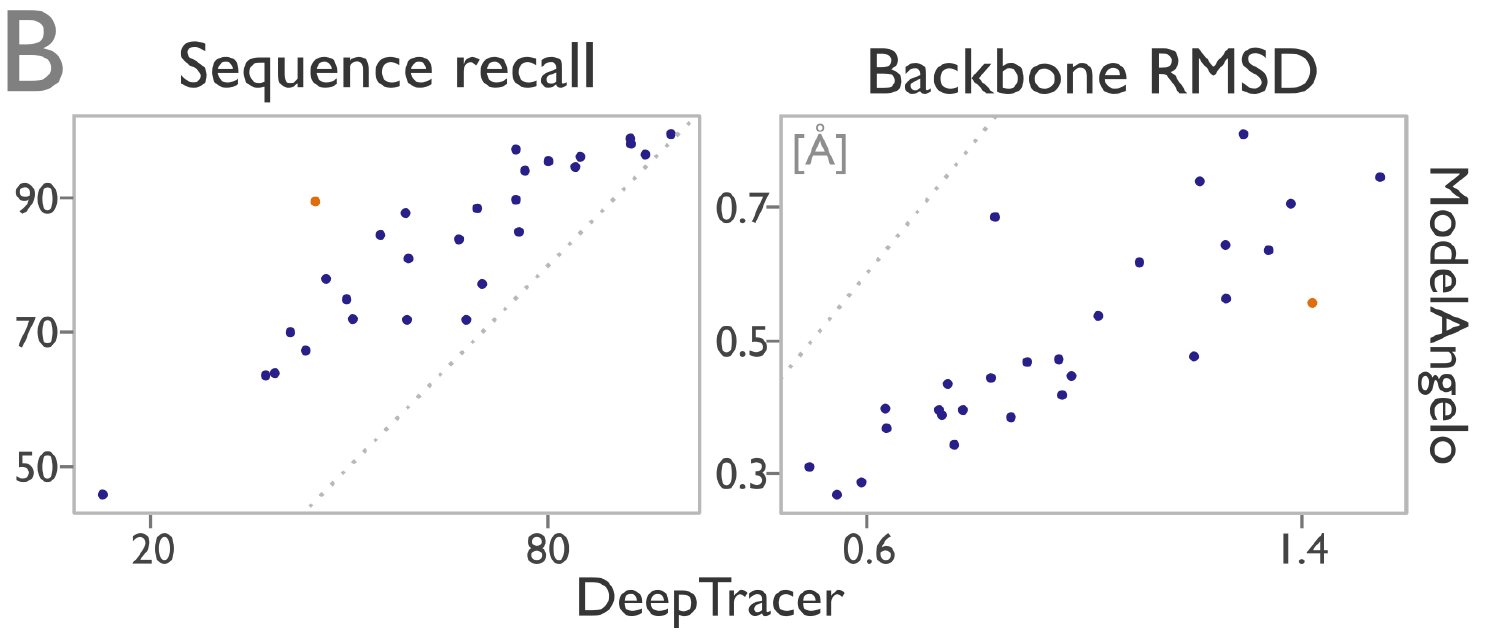 B
Sequence recall
Backbone RMSD
[Å]
90
70
50
0.7
0.5
0.3
ModelAngelo
20
80
0.6
1.4
DeepTracer